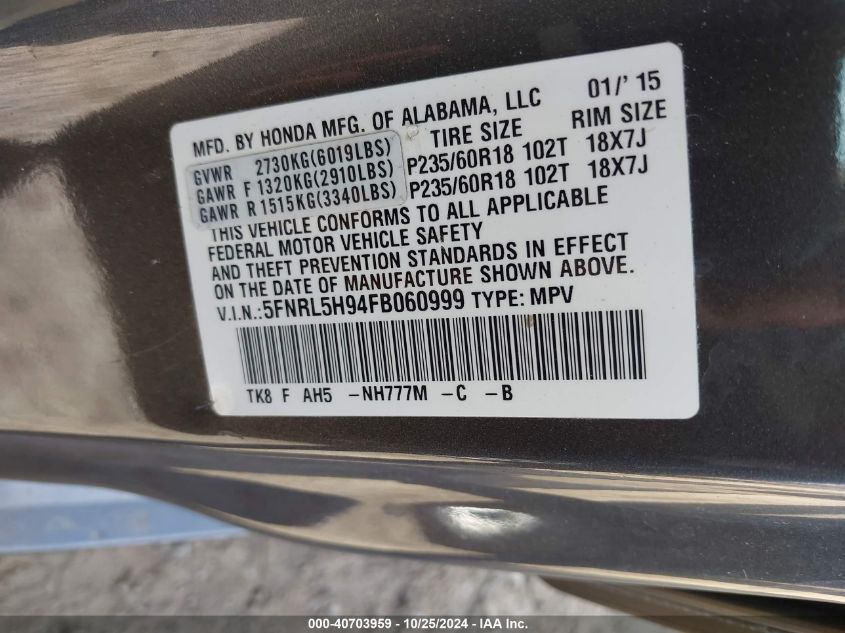 MFD. BY HONDA MFG. OF ALABAMA, LLC 01/' 15
TIRE SIZE RIM SIZE
GVWR 2730KG(6019LBS)
GAWR F 1320KG(2910LBS) P235/60R18 102T 18X7J
GAWR R 1515KG(3340LBS) P235/60R18 102T 18X7J
THIS VEHICLE CONFORMS TO ALL APPLICABLE
FEDERAL MOTOR VEHICLE SAFETY
AND THEFT PREVENTION STANDARDS IN EFFECT
ON THE DATE OF MANUFACTURE SHOWN ABOVE.
V.I.N.:5FNRL5H94FB060999 TYPE: MPV
TK8 F AH5 -NH777M -C -B
000-40703959 - 10/25/2024 - IAA Inc.